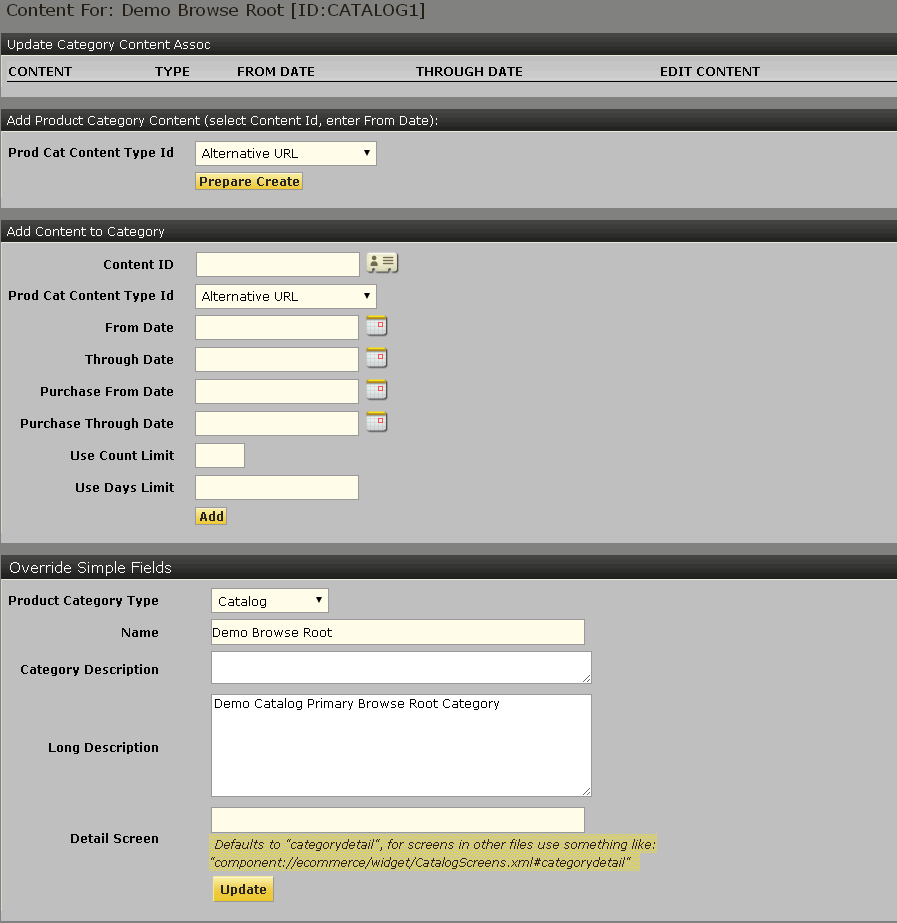 Content For: Demo Browse Root [ID:CATALOG1]
Update Category Content Assoc
CONTENT TYPE FROM DATE THROUGH DATE EDIT CONTENT
Add Product Category Content (select Content Id, enter From Date):
Prod Cat Content Type Id Alternative URL
Prepare Create
Add Content to Category
Content ID
Prod Cat Content Type Id Alternative URL
From Date
Through Date
Purchase From Date
Purchase Through Date
Use Count Limit
Use Days Limit
Add
Override Simple Fields
Product Category Type Catalog
Name Demo Browse Root
Category Description
Long Description Demo Catalog Primary Browse Root Category
Detail Screen
Defaults to "categorydetail", for screens in other files use something like:
"component://ecommerce/widget/CatalogScreens.xml#categorydetail"
Update